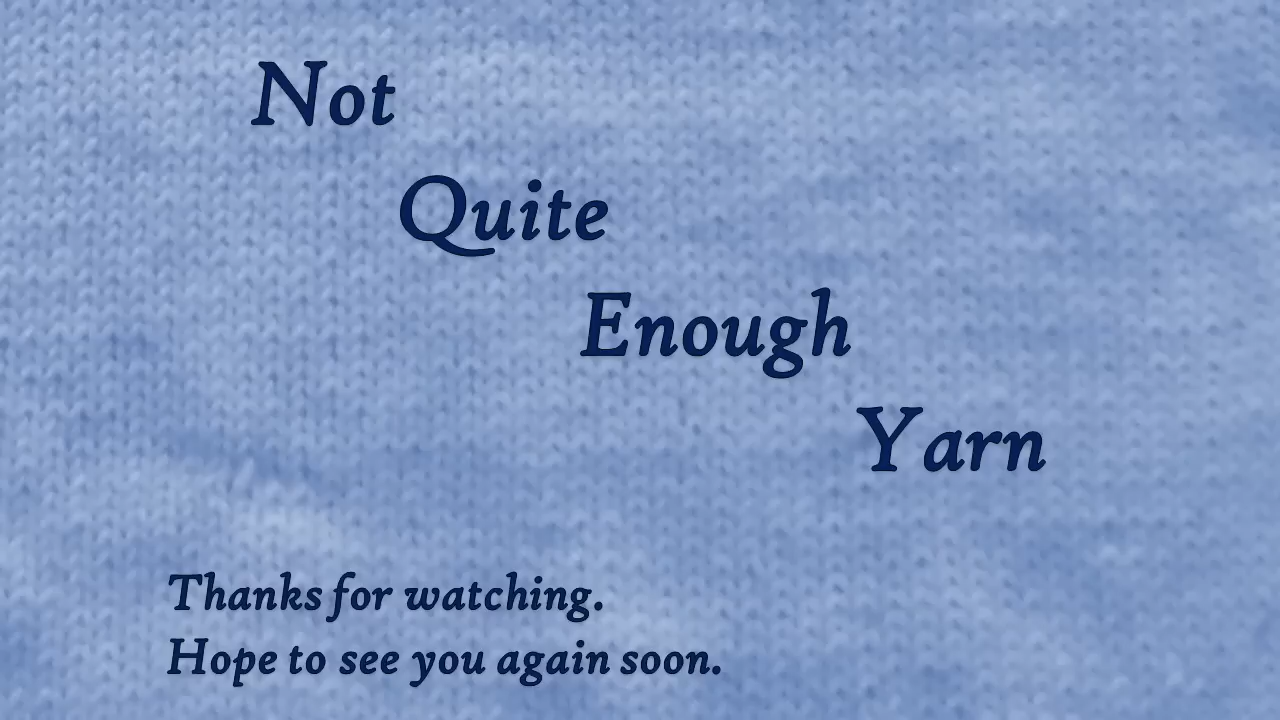 Not
Quite
Enough
Yarn
Thanks for watching.
Hope to see you again soon.